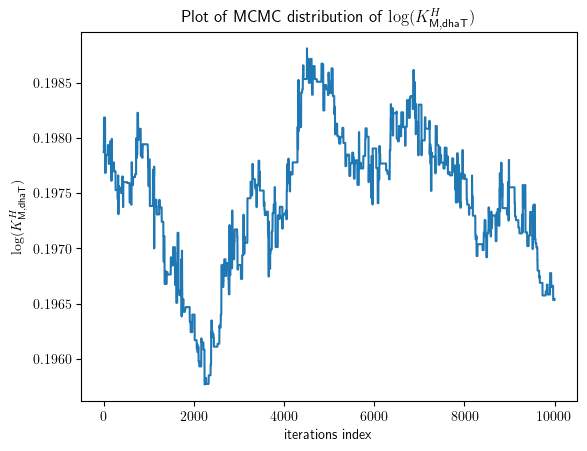 Plot of MCMC distribution of log(K^H_M,dhaT)
log(K^H_M,dhaT)
0.1985
0.1980
0.1975
0.1970
0.1965
0.1960
0 2000 4000 6000 8000 10000
iterations index